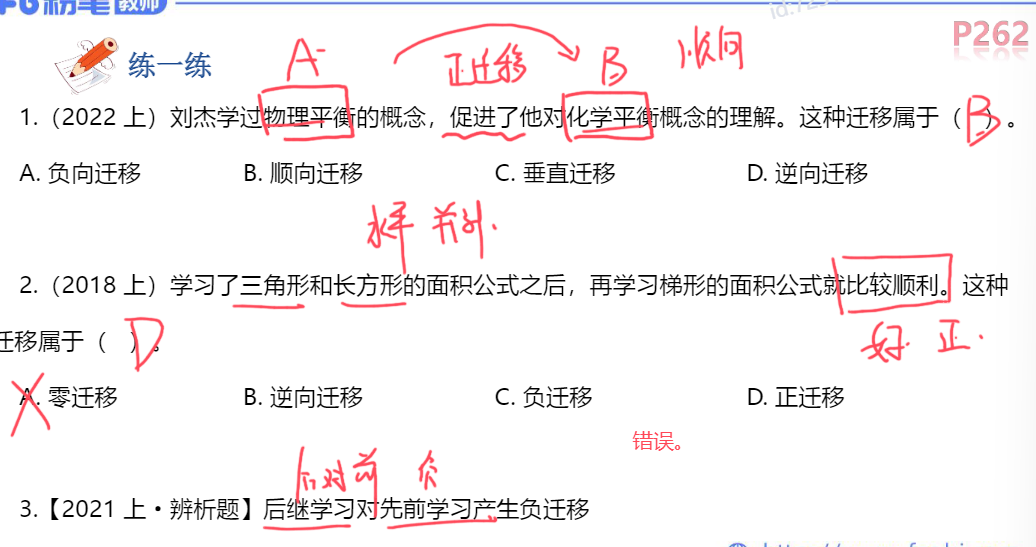 粉笔教师
P262
练一练
A 正迁移 B 顺向
1.（2022 上）刘杰学过物理平衡的概念，促进了他对化学平衡概念的理解。这种迁移属于（ B ）。
A. 负向迁移 B. 顺向迁移 C. 垂直迁移 D. 逆向迁移
水平 并列
2.（2018 上）学习了三角形和长方形的面积公式之后，再学习梯形的面积公式就比较顺利。这种
迁移属于（ D ）。
好 正
A. 零迁移 B. 逆向迁移 C. 负迁移 D. 正迁移
错误。
后对前 负
3.【2021 上·辨析题】后继学习对先前学习产生负迁移